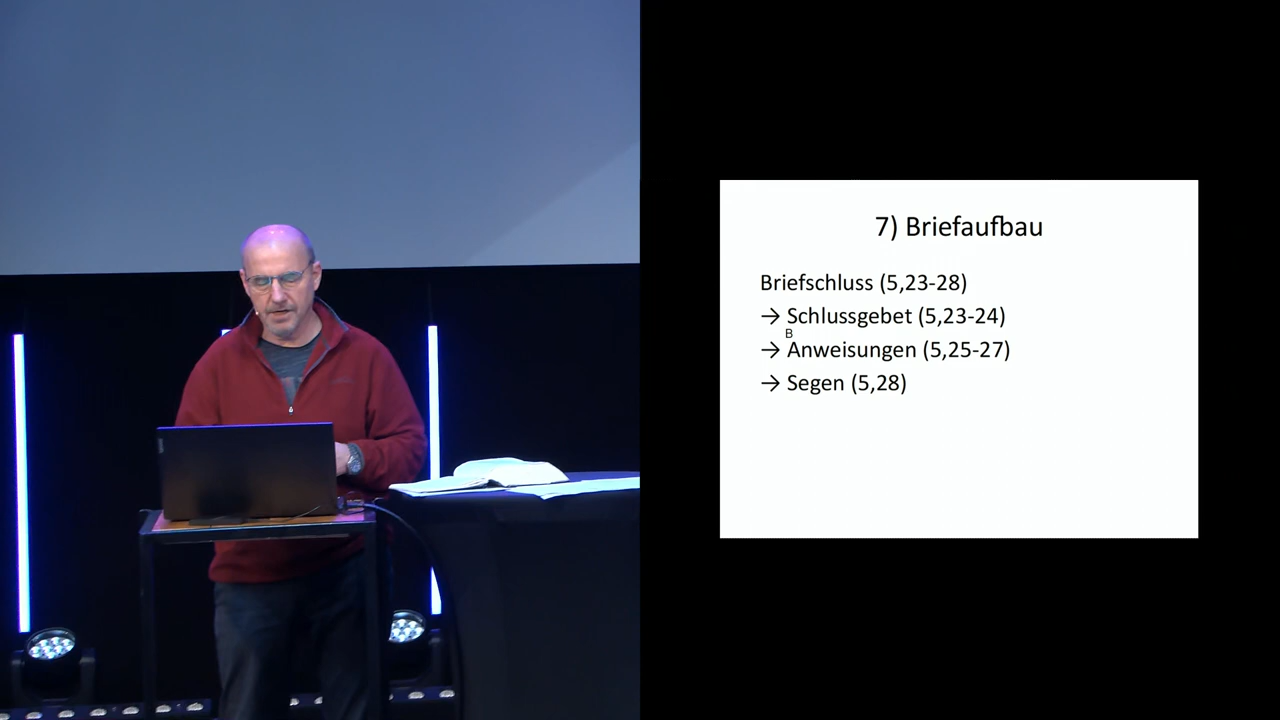 7) Briefaufbau
Briefschluss (5,23-28)
→ Schlussgebet (5,23-24)
B
→ Anweisungen (5,25-27)
→ Segen (5,28)